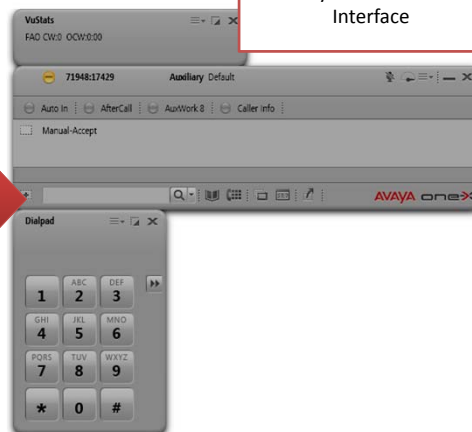 Interface
VuStats
FAO CW:0 OCW:0:00
71948:17429 Auxiliary Default
Auto In AfterCall AuxWork 8 Caller Info
Manual-Accept
AVAYA one-X
Dialpad
1 ABC 2 DEF 3
GHI 4 JKL 5 MNO 6
PQRS 7 TUV 8 WXYZ 9
* 0 #